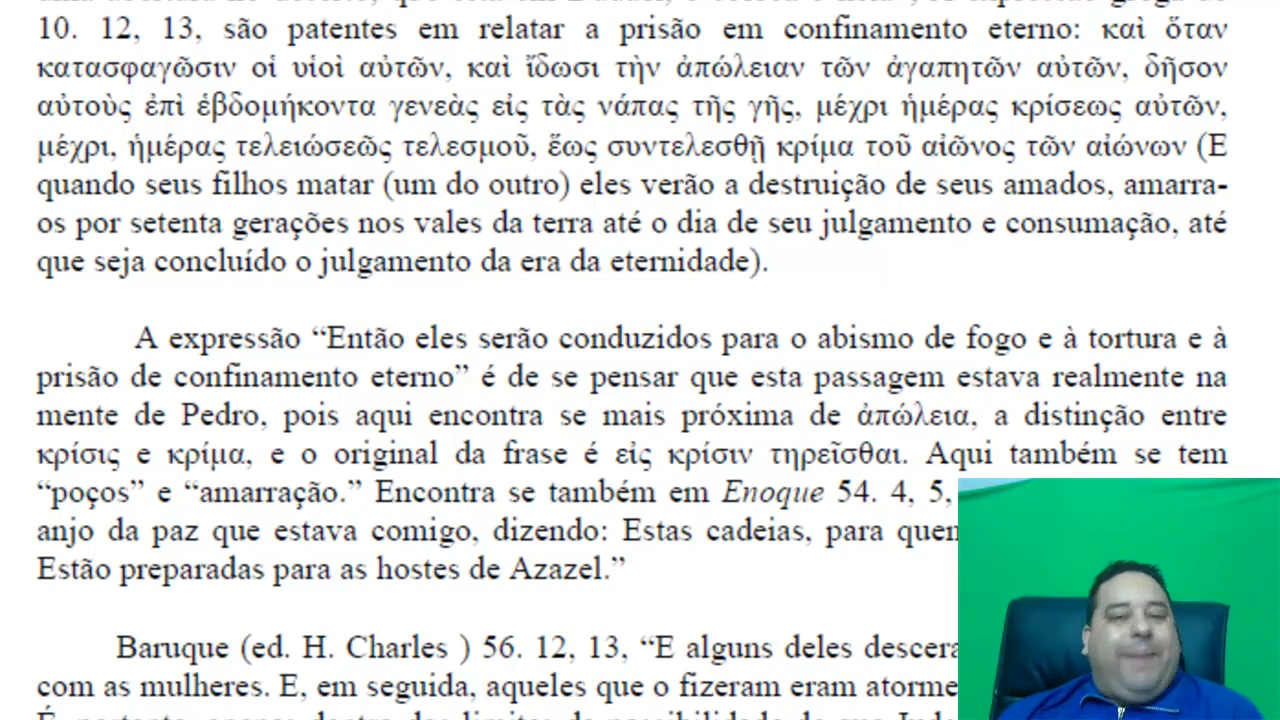 10. 12, 13, são patentes em relatar a prisão em confinamento eterno: καὶ ὅταν
κατασφαγῶσιν οἱ υἱοὶ αὐτῶν, καὶ ἴδωσι τὴν ἀπώλειαν τῶν ἀγαπητῶν αὐτῶν, δῆσον
αὐτοὺς ἐπὶ ἑβδομήκοντα γενεὰς εἰς τὰς νάπας τῆς γῆς, μέχρι ἡμέρας κρίσεως αὐτῶν,
μέχρι, ἡμέρας τελειώσεῶς τελεσμοῦ, ἕως συντελεσθῇ κρίμα τοῦ αἰῶνος τῶν αἰώνων (E
quando seus filhos matar (um do outro) eles verão a destruição de seus amados, amarra-
os por setenta gerações nos vales da terra até o dia de seu julgamento e consumação, até
que seja concluído o julgamento da era da eternidade).
A expressão “Então eles serão conduzidos para o abismo de fogo e à tortura e à
prisão de confinamento eterno” é de se pensar que esta passagem estava realmente na
mente de Pedro, pois aqui encontra se mais próxima de ἀπώλεια, a distinção entre
κρίσις e κρίμα, e o original da frase é εἰς κρίσιν τηρεῖσθαι. Aqui também se tem
“poços” e “amarração.” Encontra se também em Enoque 54. 4, 5,
anjo da paz que estava comigo, dizendo: Estas cadeias, para
Estão preparadas para as hostes de Azazel.”
Baruque (ed. H. Charles ) 56. 12, 13, “E alguns deles
com as mulheres. E, em seguida, aqueles que o fizeram eram